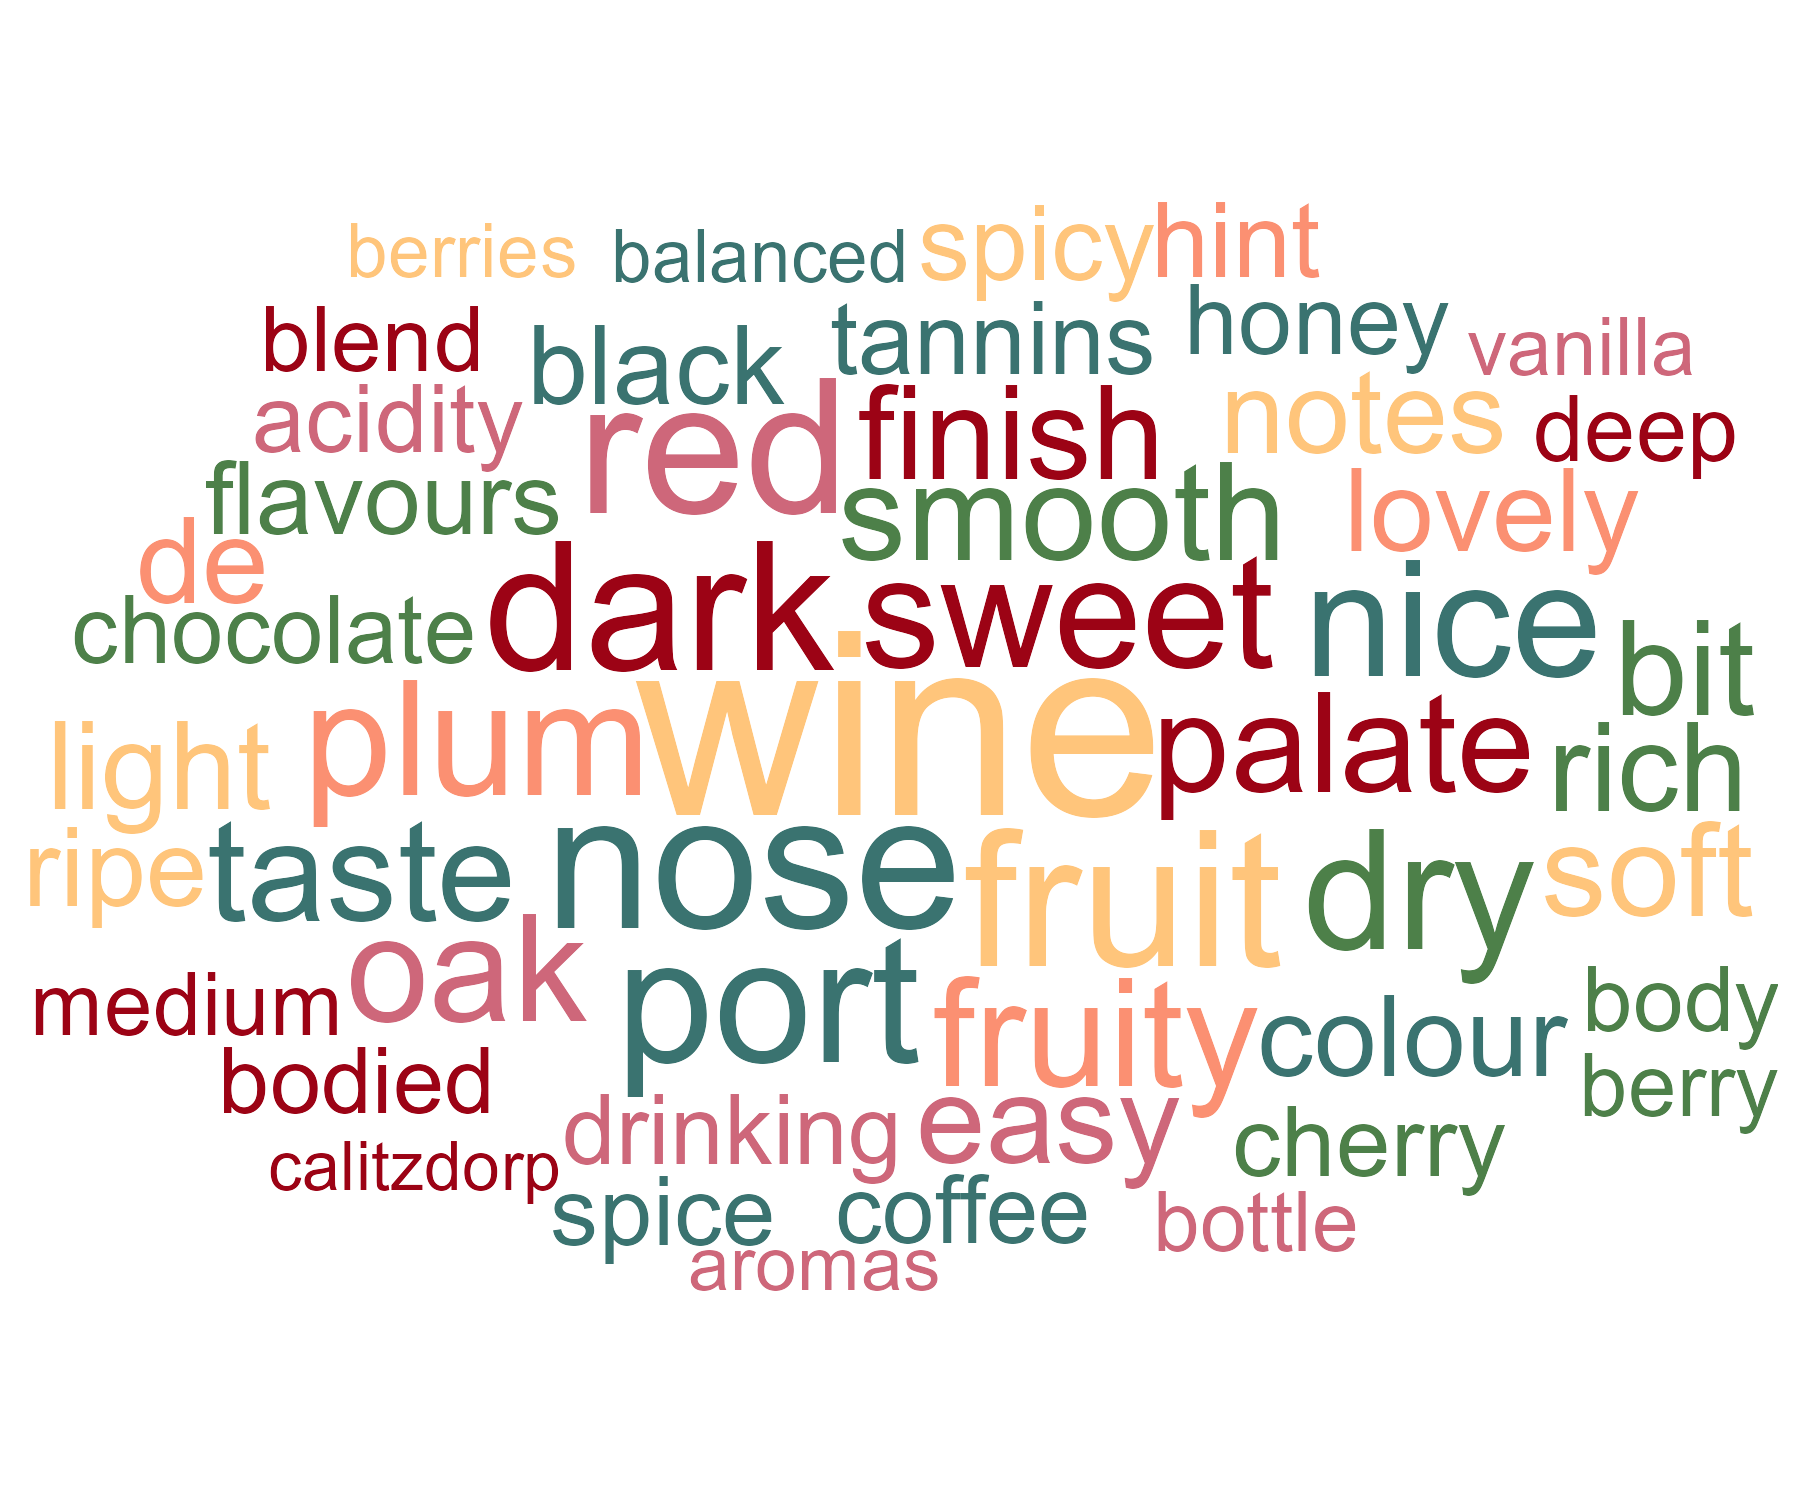 berries balanced spicy hint
blend black tannins honey vanilla
acidity red finish notes deep
flavours smooth lovely
de dark sweet nice
chocolate wine bit
light plum palate rich
ripe taste nose fruit dry soft
medium oak port fruity colour body
bodied drinking easy cherry berry
calitzdorp spice coffee bottle
aromas